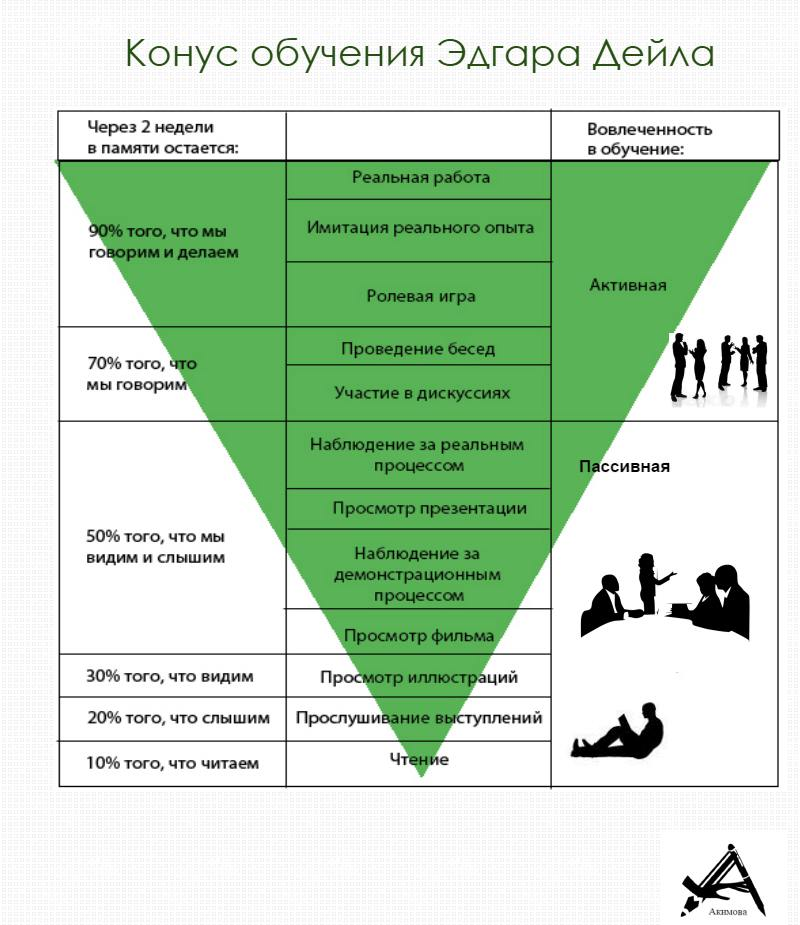 Конус обучения Эдгара Дейла
Через 2 недели
в памяти остается:
Вовлеченность
в обучение:
90% того, что мы
говорим и делаем
Реальная работа
Имитация реального опыта
Ролевая игра
Активная
70% того, что
мы говорим
Проведение бесед
Участие в дискуссиях
50% того, что мы
видим и слышим
Наблюдение за реальным
процессом
Просмотр презентации
Наблюдение за
демонстрационным
процессом
Просмотр фильма
Пассивная
30% того, что видим
Просмотр иллюстраций
20% того, что слышим
Прослушивание выступлений
10% того, что читаем
Чтение
Акимова